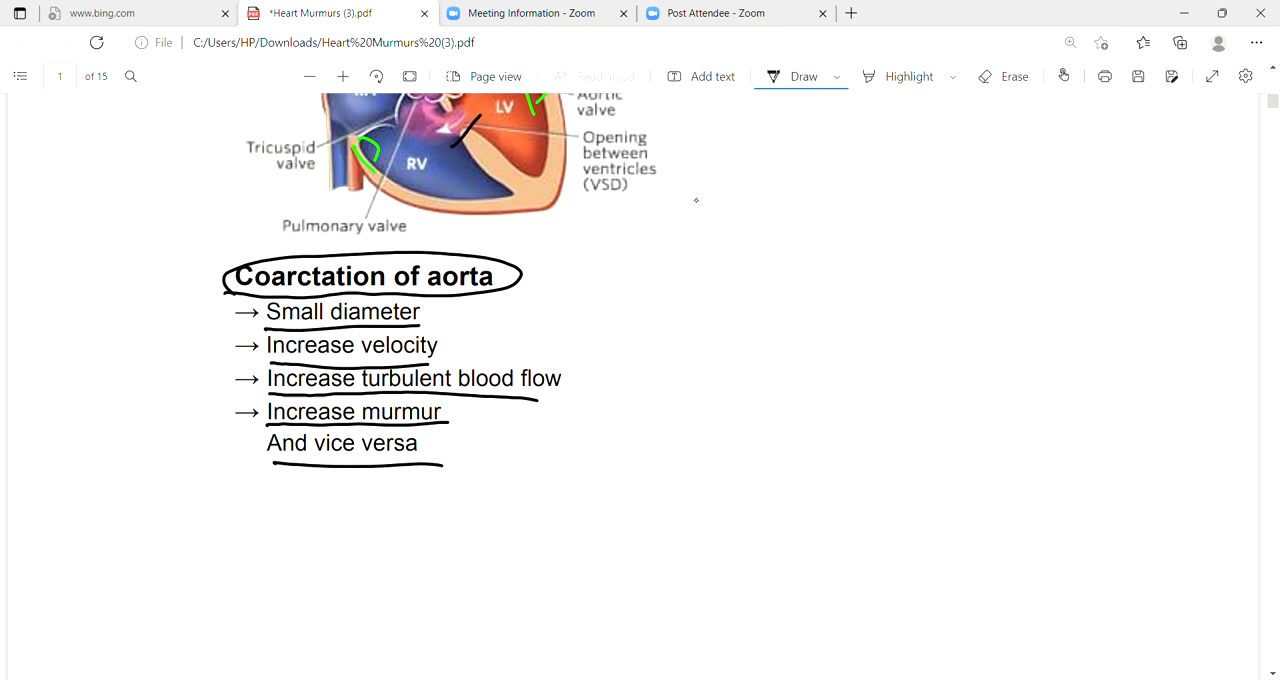 www.bing.com
*Heart Murmurs (3).pdf
Meeting Information - Zoom
Post Attendee - Zoom
File
C:/Users/HP/Downloads/Heart%20Murmurs%20(3).pdf
1 of 15
Page view
Read aloud
Add text
Draw
Highlight
Erase
LV
Aortic
valve
Tricuspid
valve
RV
Opening
between
ventricles
(VSD)
Pulmonary valve
Coarctation of aorta
→ Small diameter
→ Increase velocity
→ Increase turbulent blood flow
→ Increase murmur
And vice versa